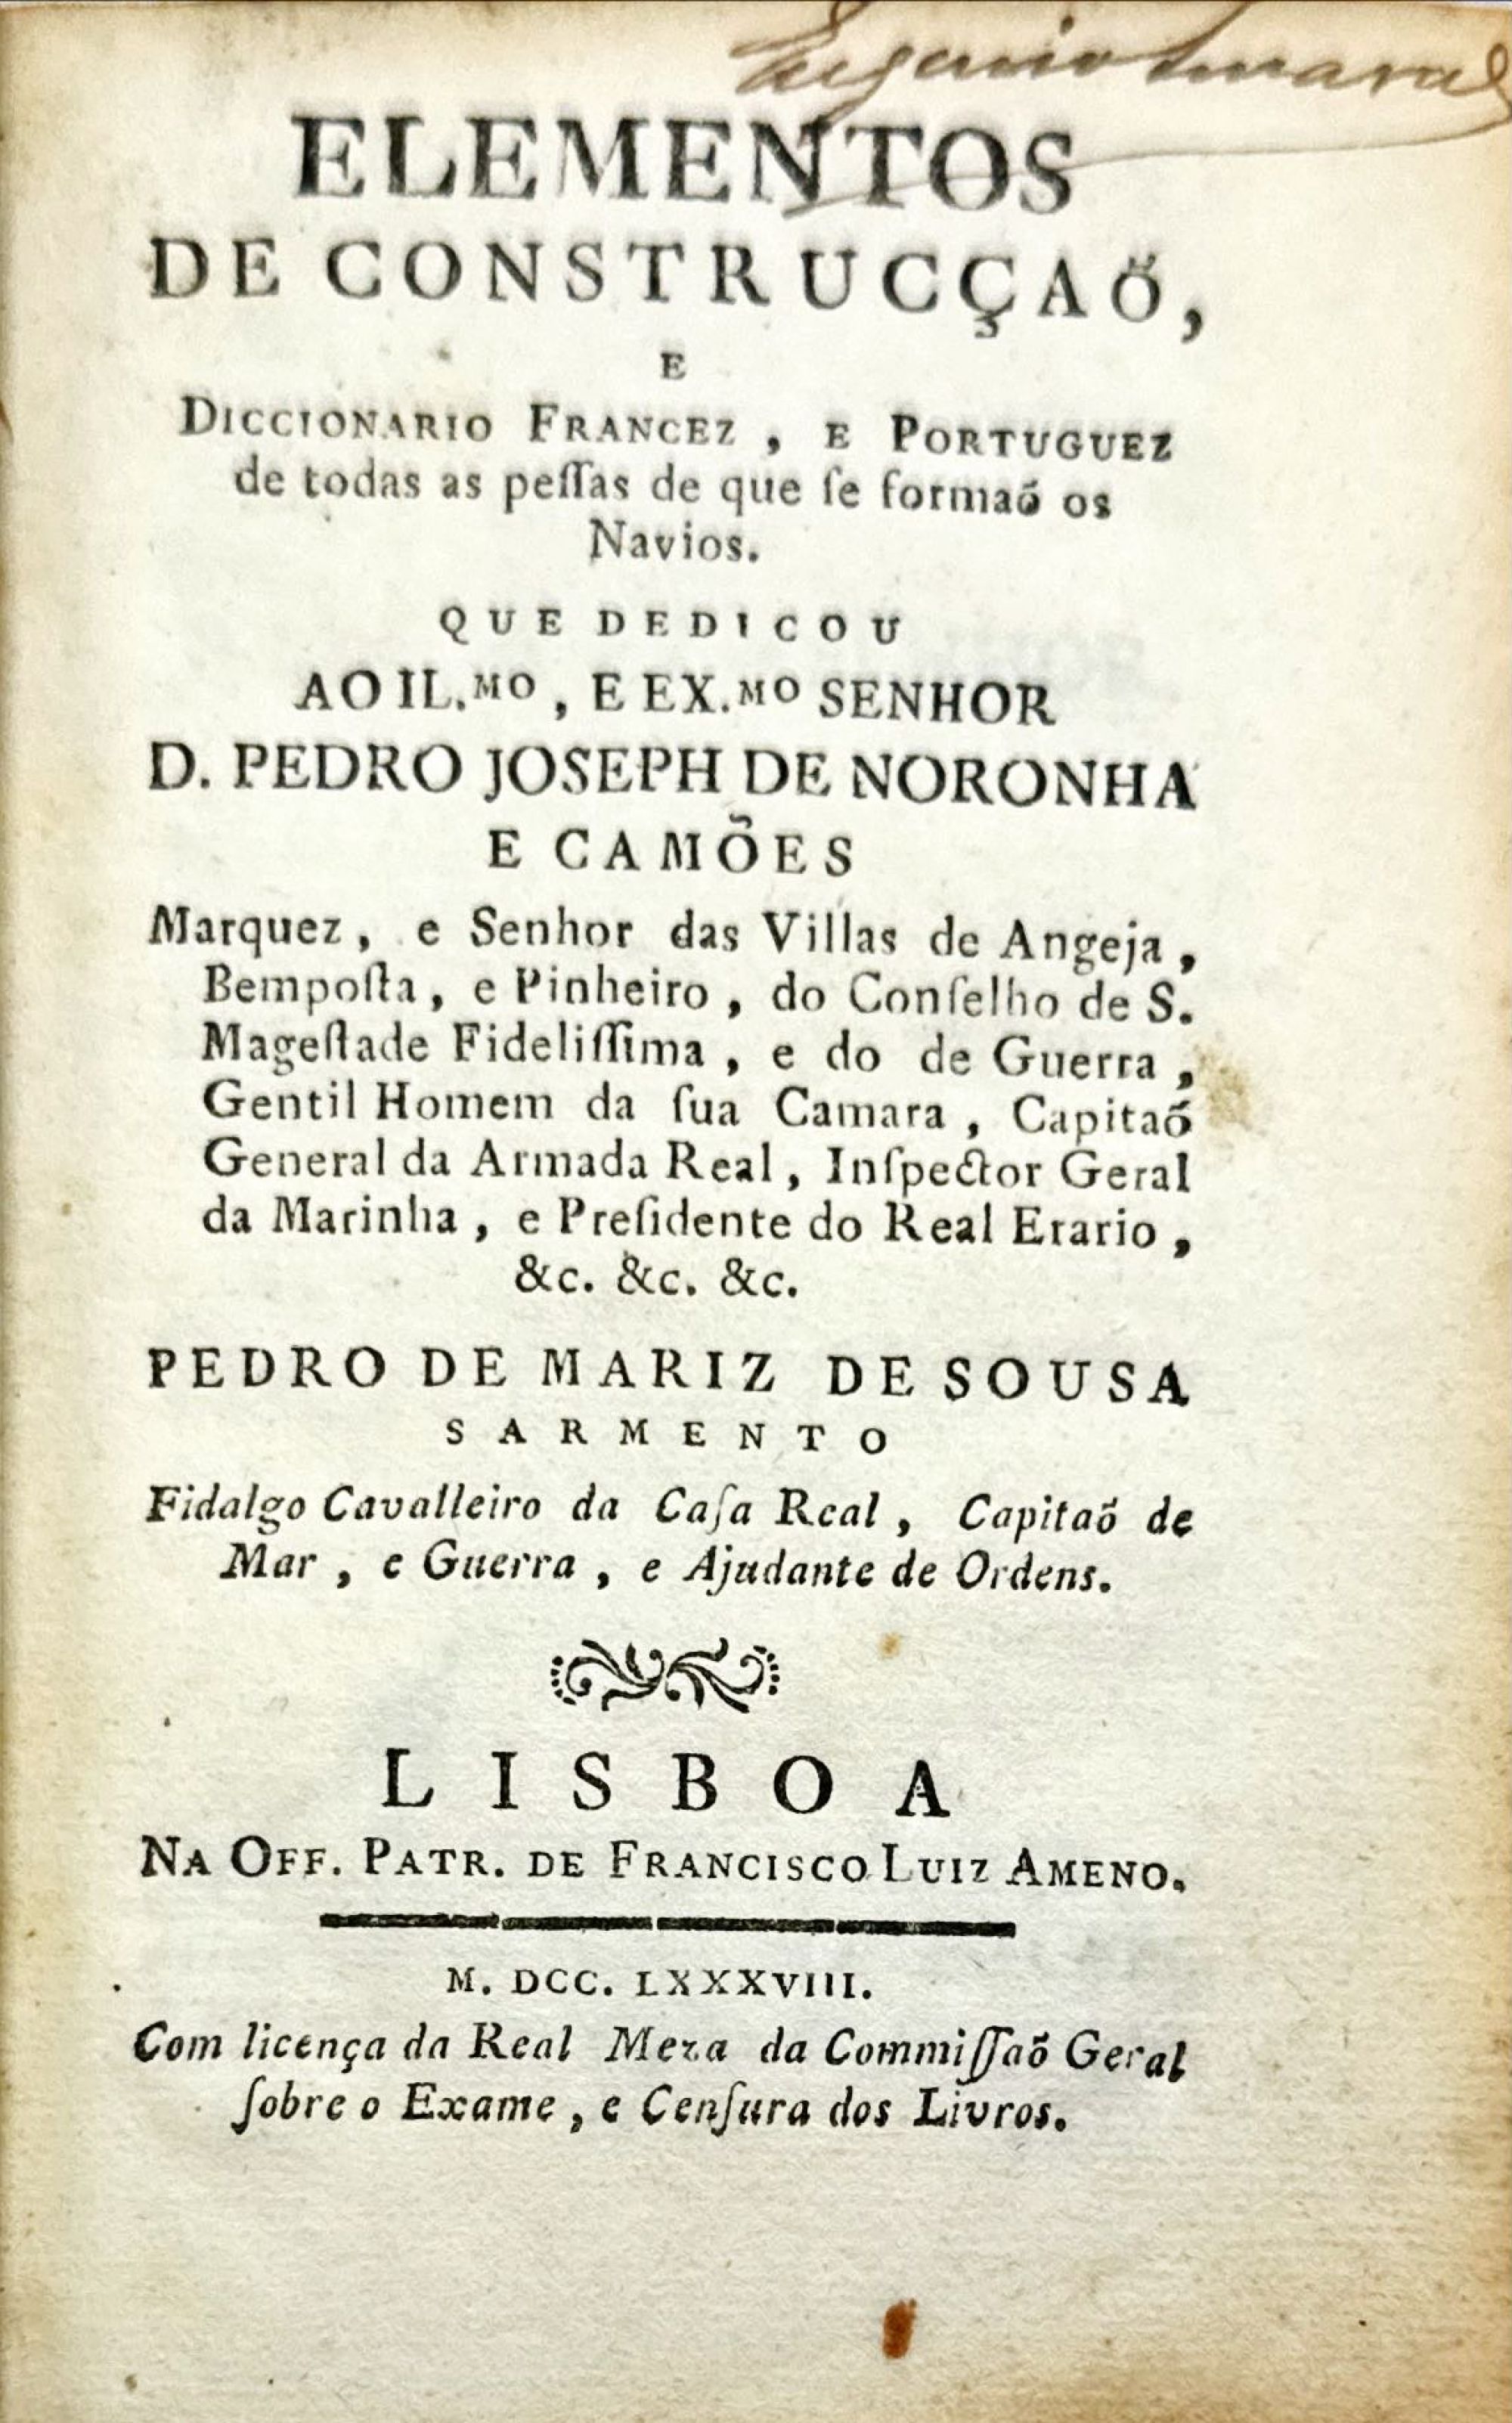 Eugenio Amaral
ELEMENTOS
DE CONSTRUCÇAÕ,
E
DICCIONARIO FRANCEZ, E PORTUGUEZ
de todas as peſſas de que ſe formaõ os
Navios.
QUE DEDICOU
AO IL.MO, E EX.MO SENHOR
D. PEDRO JOSEPH DE NORONHA
E CAMÕES
Marquez, e Senhor das Villas de Angeja,
Bempoſta, e Pinheiro, do Conſelho de S.
Mageſtade Fideliſſima, e do de Guerra,
Gentil Homem da ſua Camara, Capitaõ
General da Armada Real, Inſpector Geral
da Marinha, e Preſidente do Real Erario,
&c. &c. &c.
PEDRO DE MARIZ DE SOUSA
SARMENTO
Fidalgo Cavalleiro da Caſa Real, Capitaõ de
Mar, e Guerra, e Ajudante de Ordens.
LISBOA
NA OFF. PATR. DE FRANCISCO LUIZ AMENO.
M. DCC. LXXXVIII.
Com licença da Real Meza da Commiſſaõ Geral
ſobre o Exame, e Cenſura dos Livros.